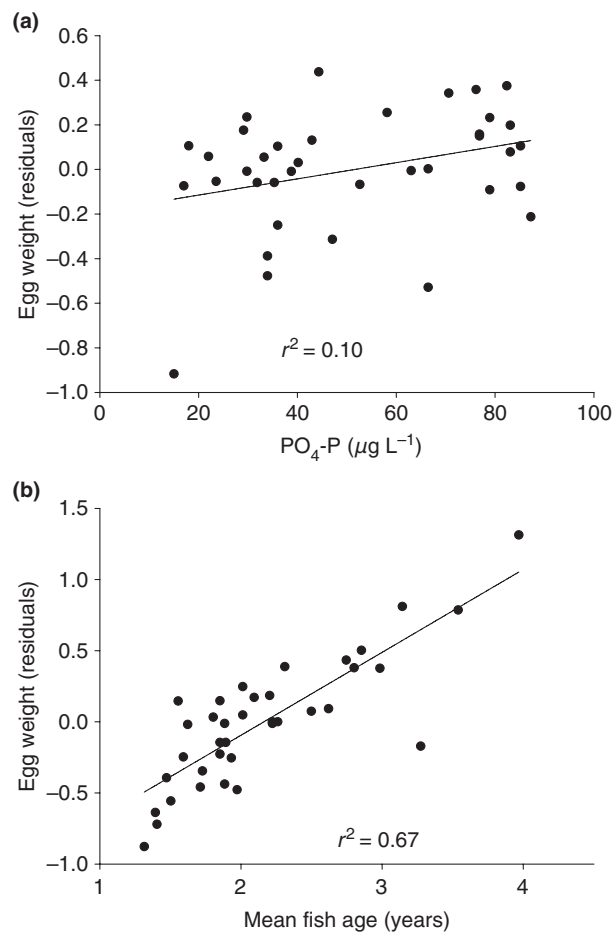 (a)
0.6
0.4
0.2
0.0
–0.2
–0.4
–0.6
–0.8
–1.0
Egg weight (residuals)
r² = 0.10
0 20 40 60 80 100
PO₄-P (μg L⁻¹)
(b)
1.5
1.0
0.5
0.0
–0.5
–1.0
Egg weight (residuals)
r² = 0.67
1 2 3 4
Mean fish age (years)